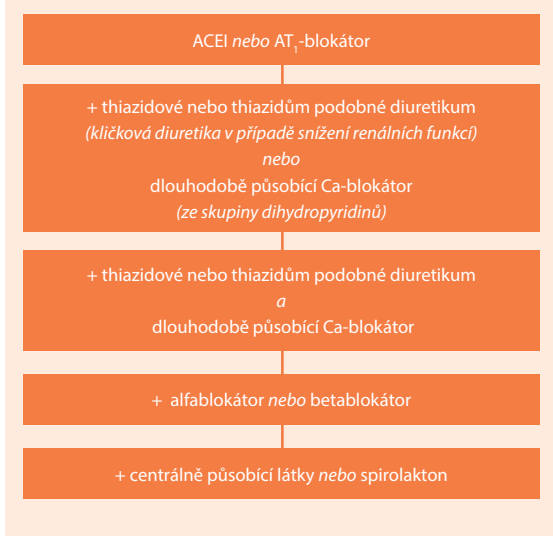 ACEI nebo AT₁-blokátor
+ thiazidové nebo thiazidům podobné diuretikum
(kličková diuretika v případě snížení renálních funkcí)
nebo
dlouhodobě působící Ca-blokátor
(ze skupiny dihydropyridinů)
+ thiazidové nebo thiazidům podobné diuretikum
a
dlouhodobě působící Ca-blokátor
+ alfablokátor nebo betablokátor
+ centrálně působící látky nebo spirolakton